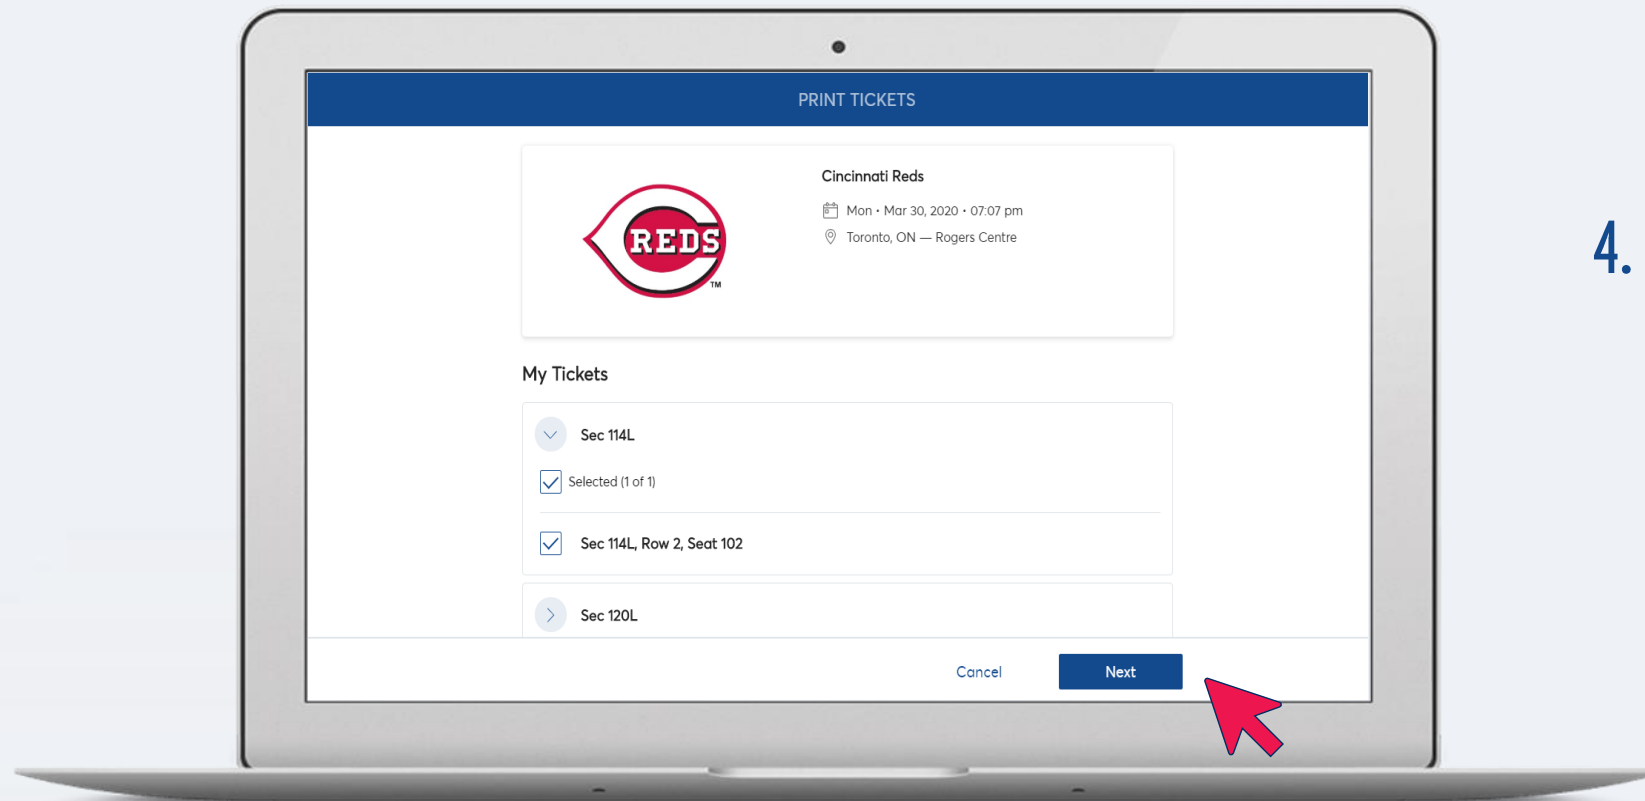 PRINT TICKETS
REDS
TM
Cincinnati Reds
Mon • Mar 30, 2020 • 07:07 pm
Toronto, ON — Rogers Centre
My Tickets
Sec 114L
Selected (1 of 1)
Sec 114L, Row 2, Seat 102
Sec 120L
Cancel
Next
4.